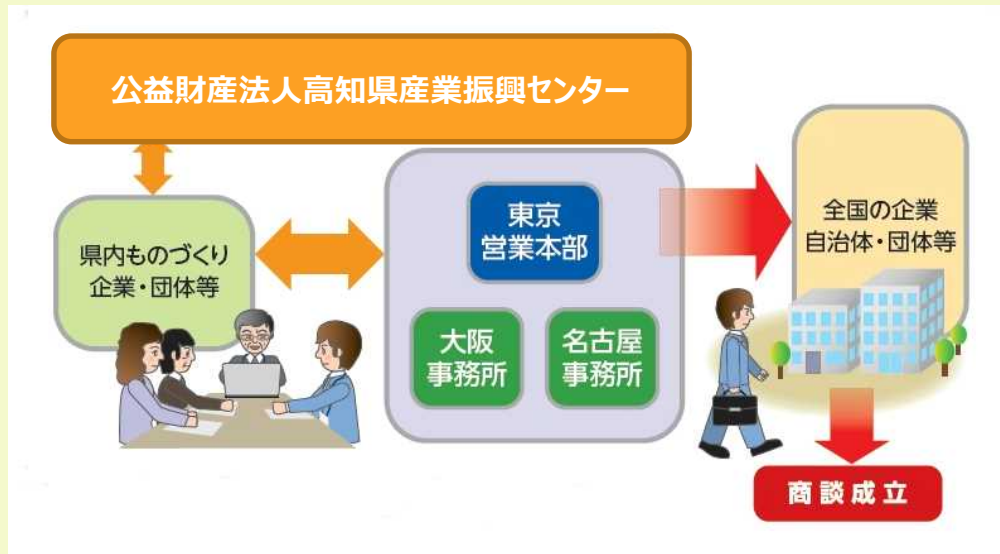 公益財産法人高知県産業振興センター
県内ものづくり
企業・団体等
東京
営業本部
大阪
事務所
名古屋
事務所
全国の企業
自治体・団体等
商談成立